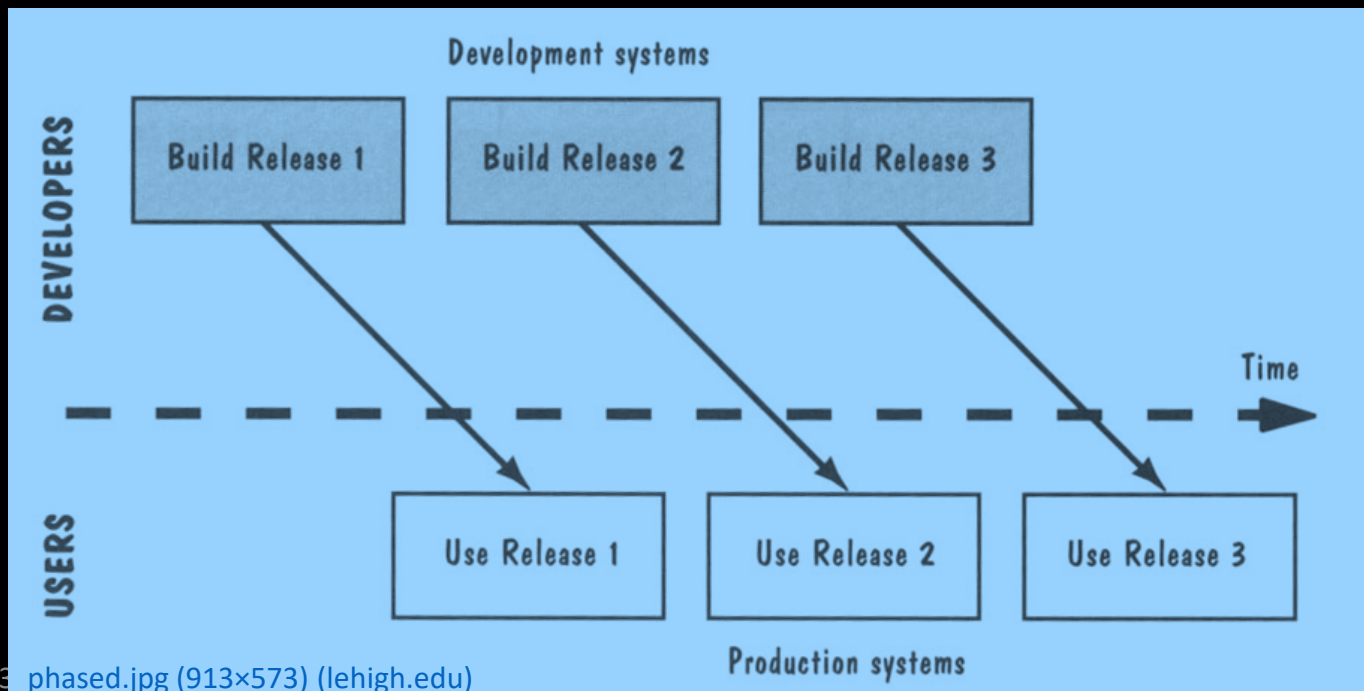 Development systems
DEVELOPERS
Build Release 1
Build Release 2
Build Release 3
Time
USERS
Use Release 1
Use Release 2
Use Release 3
Production systems
3 phased.jpg (913×573) (lehigh.edu)